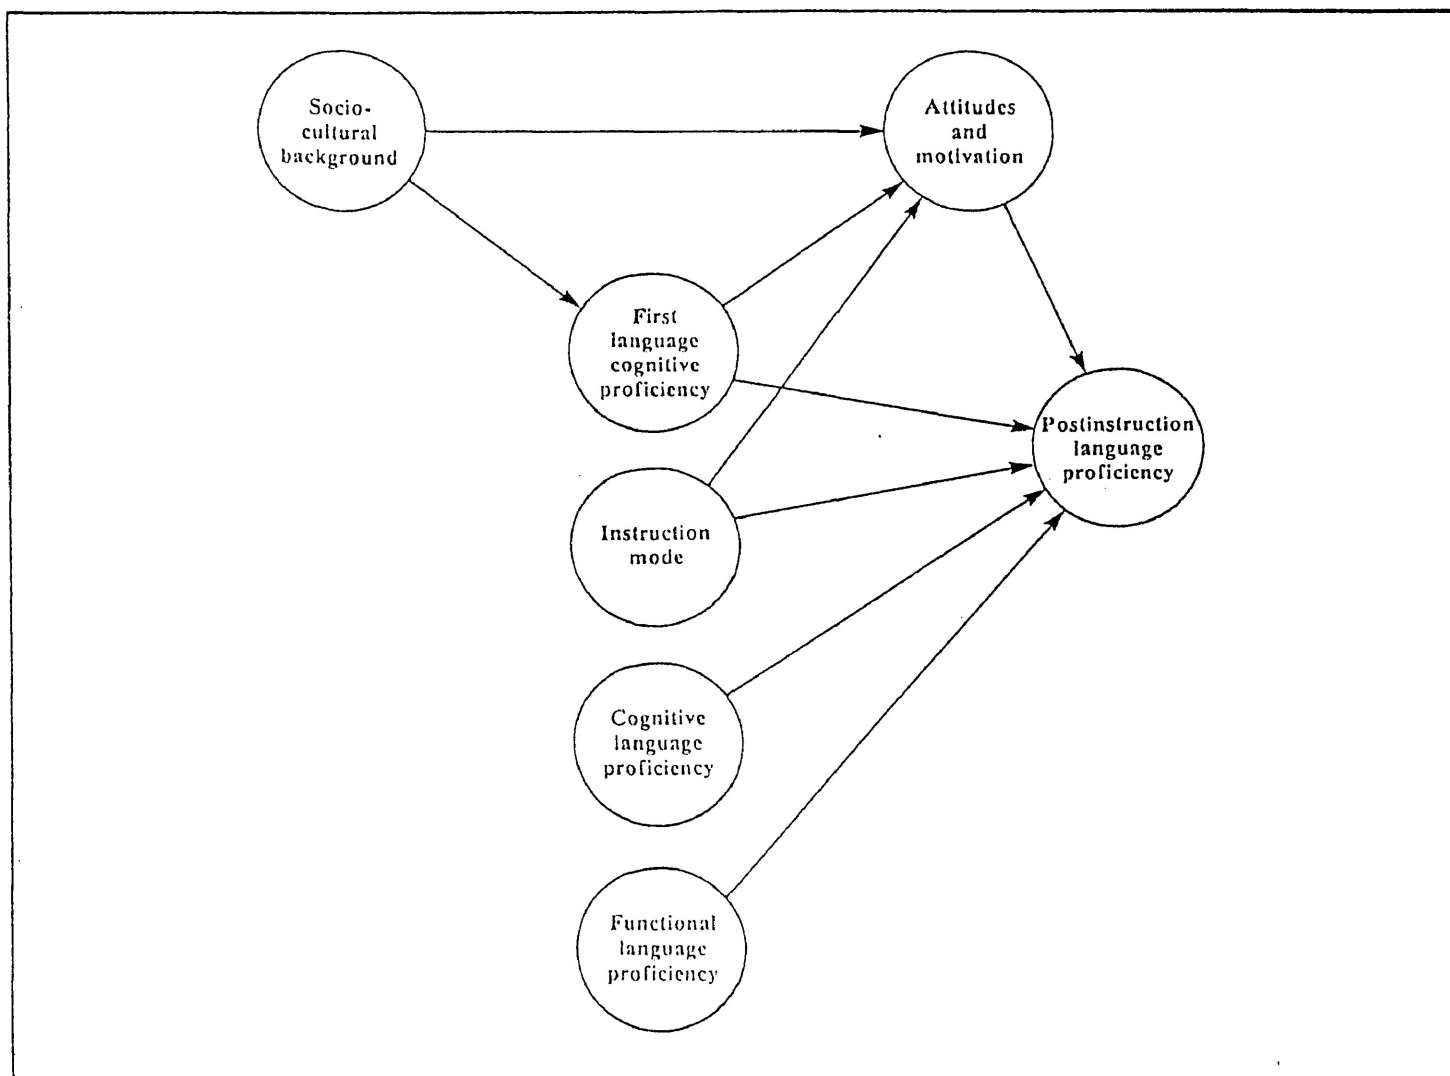 Socio-
cultural
background
Attitudes
and
motivation
First
language
cognitive
proficiency
Postinstruction
language
proficiency
Instruction
mode
Cognitive
language
proficiency
Functional
language
proficiency